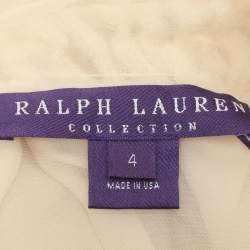 RALPH LAUREN
COLLECTION
4
MADE IN USA